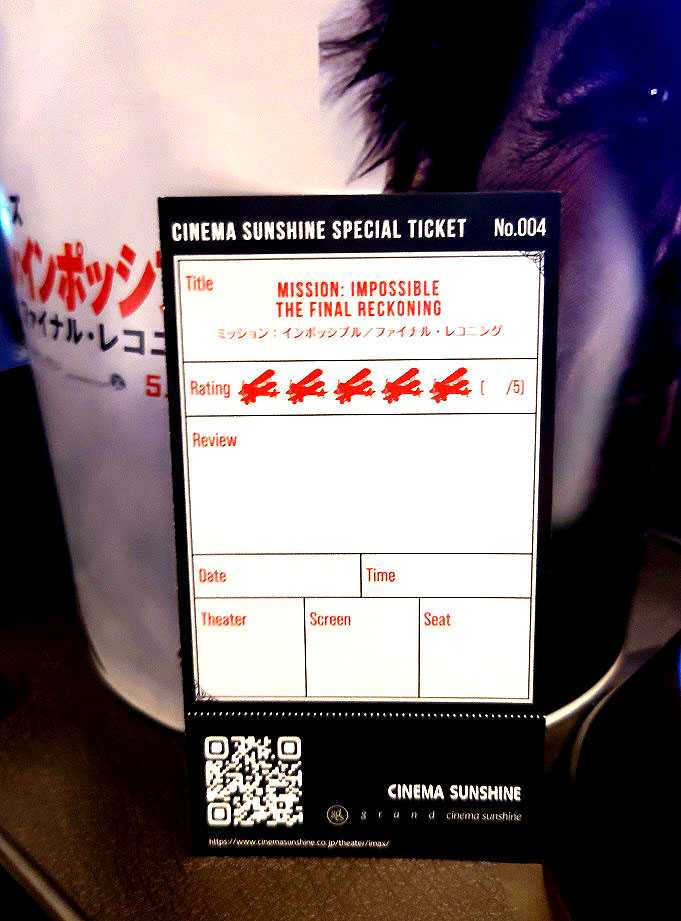 CINEMA SUNSHINE SPECIAL TICKET No.004
Title
MISSION: IMPOSSIBLE
THE FINAL RECKONING
ミッション:インポッシブル/ファイナル・レコニング
Rating ( /5)
Review
Date Time
Theater Screen Seat
CINEMA SUNSHINE
grand cinema sunshine
https://www.cinemasunshine.co.jp/theater/imax/
ス
インポッシ
ファイナル・レコニ
5.